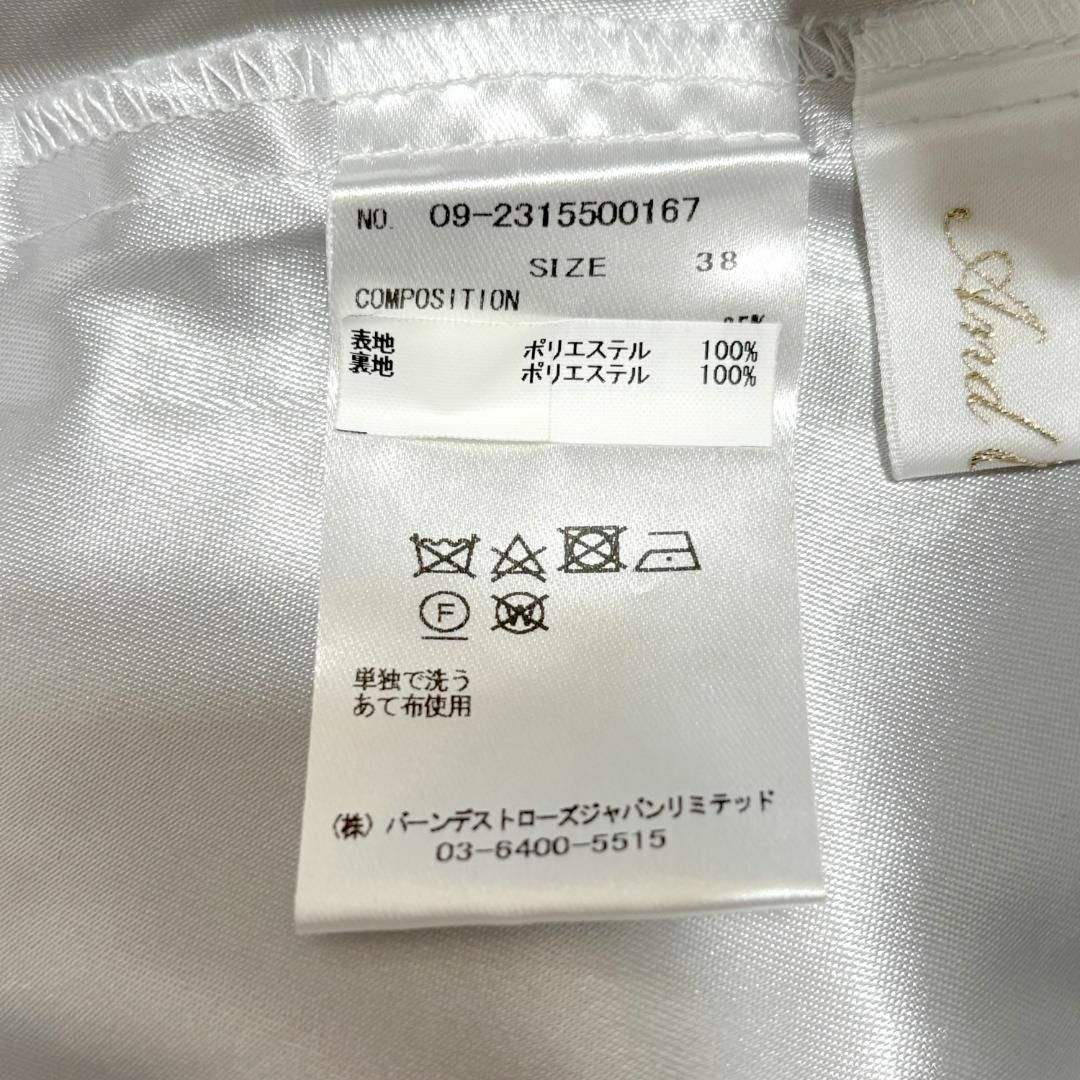 NO. 09-2315500167
SIZE 38
COMPOSITION
表地 ポリエステル 100%
裏地 ポリエステル 100%
F
W
単独で洗う
あて布使用
(株) バーンデストローズジャパンリミテッド
03-6400-5515
And